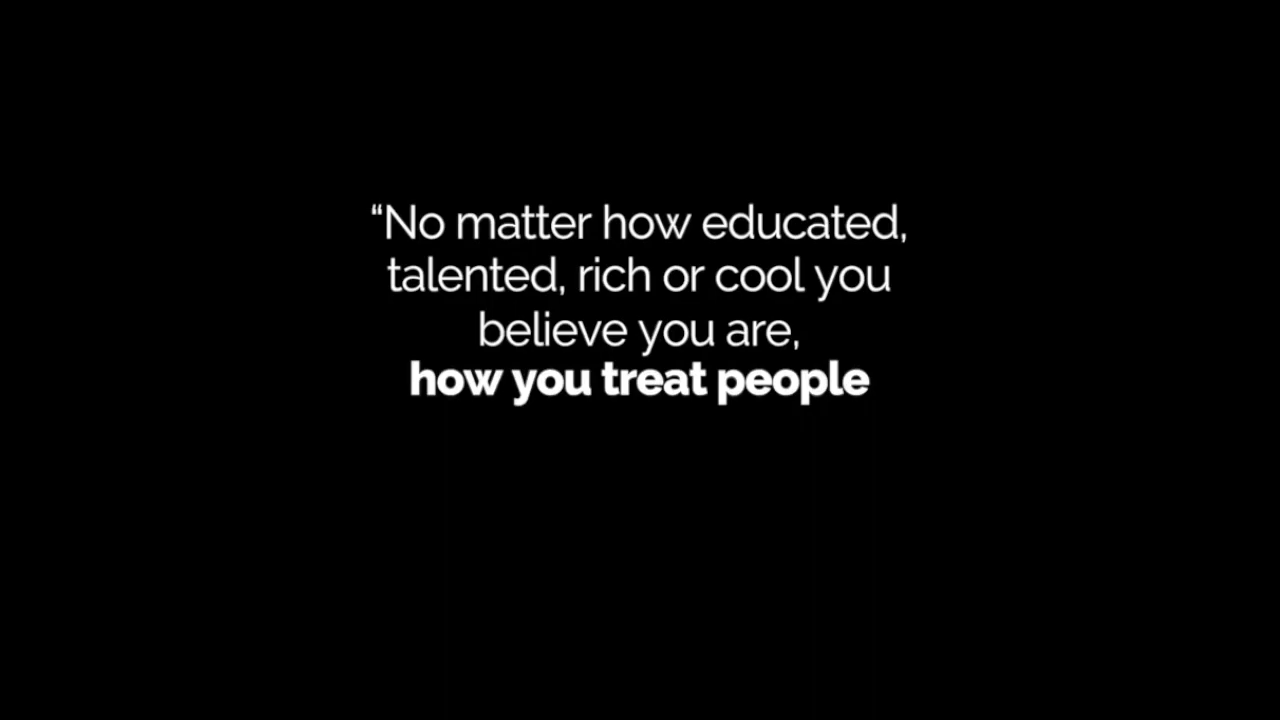 “No matter how educated,
talented, rich or cool you
believe you are,
how you treat people